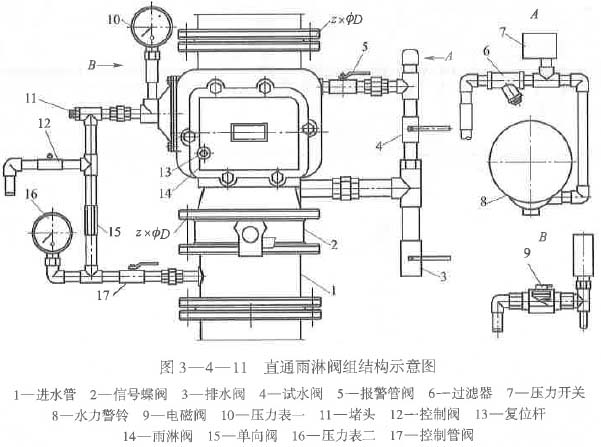 10
z×φD
B
5
A
A
7
6
11
12
4
13
14
16
8
z×φD
15
2
B
9
1
3
17
图 3—4—11 直通雨淋阀组结构示意图
1—进水管 2—信号蝶阀 3—排水阀 4—试水阀 5—报警管阀 6—过滤器 7—压力开关
8—水力警铃 9—电磁阀 10—压力表一 11—堵头 12—控制阀 13—复位杆
14—雨淋阀 15—单向阀 16—压力表二 17—控制管阀